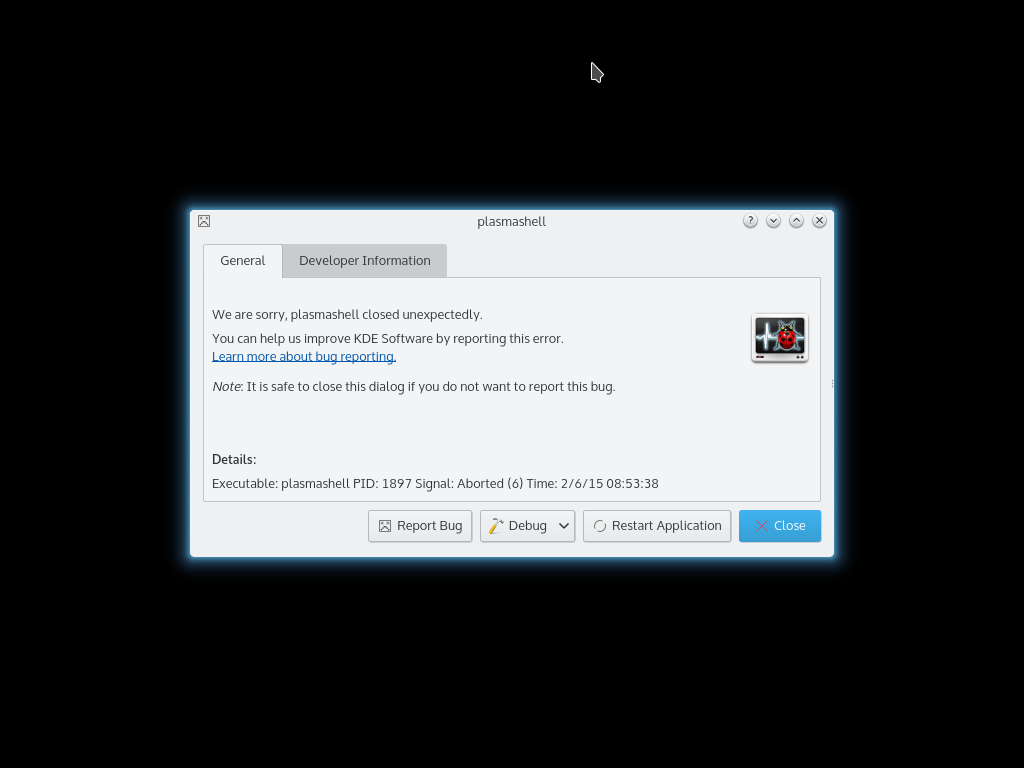 plasmashell
General
Developer Information
We are sorry, plasmashell closed unexpectedly.
You can help us improve KDE Software by reporting this error.
Learn more about bug reporting.
Note: It is safe to close this dialog if you do not want to report this bug.
Details:
Executable: plasmashell PID: 1897 Signal: Aborted (6) Time: 2/6/15 08:53:38
Report Bug
Debug
Restart Application
Close